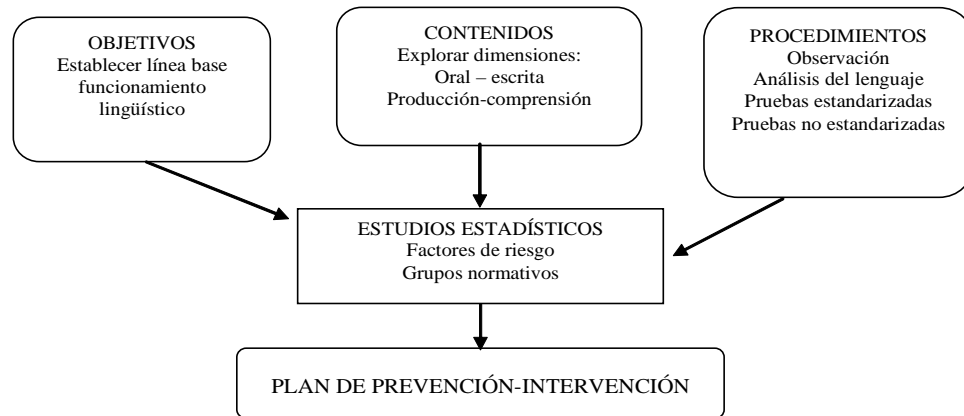 OBJETIVOS
Establecer línea base
funcionamiento
lingüístico
CONTENIDOS
Explorar dimensiones:
Oral – escrita
Producción-comprensión
PROCEDIMIENTOS
Observación
Análisis del lenguaje
Pruebas estandarizadas
Pruebas no estandarizadas
ESTUDIOS ESTADÍSTICOS
Factores de riesgo
Grupos normativos
PLAN DE PREVENCIÓN-INTERVENCIÓN